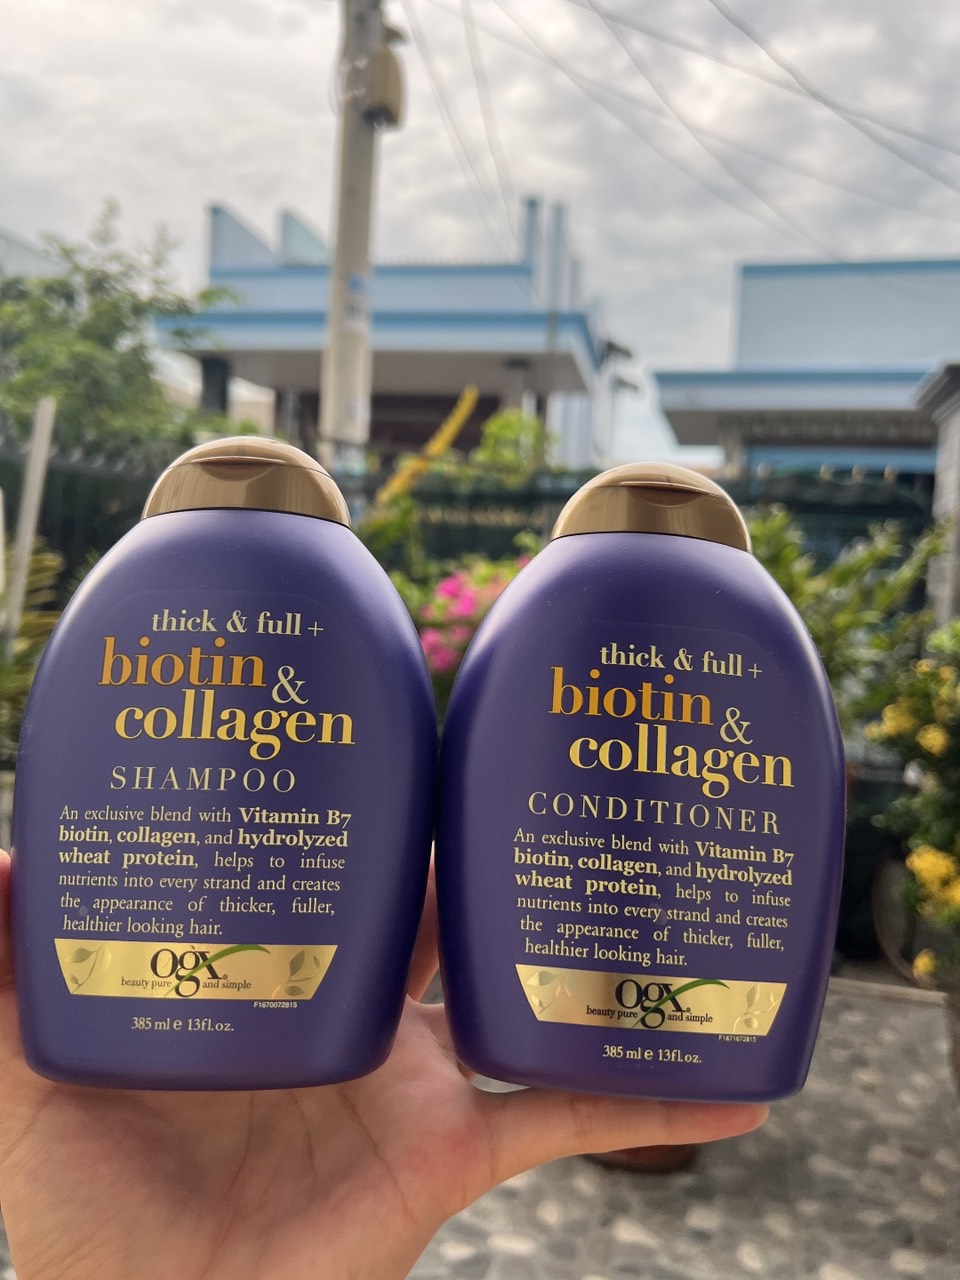 thick & full +
biotin &
collagen
SHAMPOO
An exclusive blend with Vitamin B7
biotin, collagen, and hydrolyzed
wheat protein, helps to infuse
nutrients into every strand and creates
the appearance of thicker, fuller,
healthier looking hair.
ogx®
beauty pure and simple
F1670072815
385 ml e 13fl.oz.
thick & full +
biotin &
collagen
CONDITIONER
An exclusive blend with Vitamin B7
biotin, collagen, and hydrolyzed
wheat protein, helps to infuse
nutrients into every strand and creates
the appearance of thicker, fuller,
healthier looking hair.
ogx®
beauty pure and simple
F1671072815
385 ml e 13fl.oz.